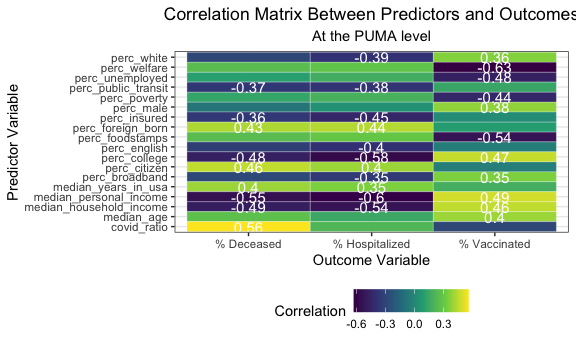 Correlation Matrix Between Predictors and Outcomes
At the PUMA level
Predictor Variable
perc_white -0.39 0.36
perc_welfare -0.63
perc_unemployed -0.48
perc_public_transit -0.37 -0.38
perc_poverty -0.44
perc_male 0.38
perc_insured -0.36 -0.45
perc_foreign_born 0.43 0.44
perc_foodstamps -0.54
perc_english -0.4
perc_college -0.48 -0.58 0.47
perc_citizen 0.46 0.4
perc_broadband -0.35 0.35
median_years_in_usa 0.4 0.35
median_personal_income -0.55 -0.6 0.49
median_household_income -0.49 -0.54 0.46
median_age 0.4
covid_ratio 0.56
% Deceased % Hospitalized % Vaccinated
Outcome Variable
Correlation
-0.6 -0.3 0.0 0.3